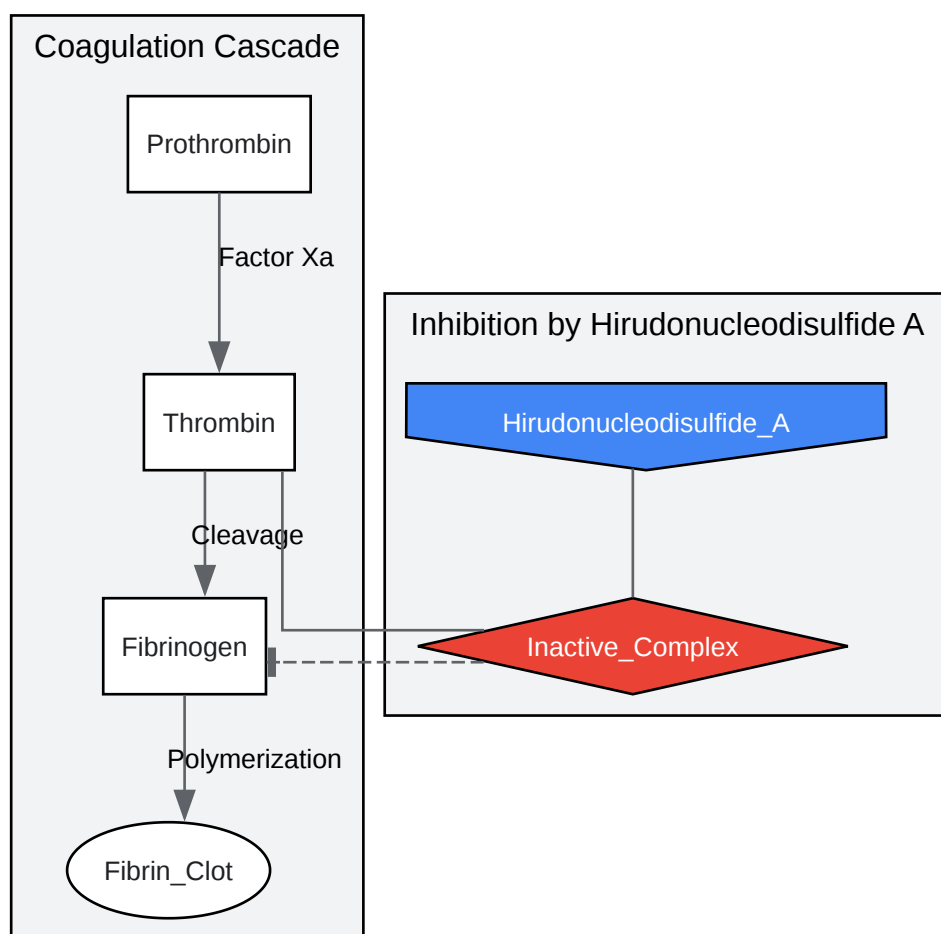 Coagulation Cascade
Prothrombin
Factor Xa
Thrombin
Cleavage
Fibrinogen
Polymerization
Fibrin_Clot
Inhibition by Hirudonucleodisulfide A
Hirudonucleodisulfide_A
Inactive_Complex